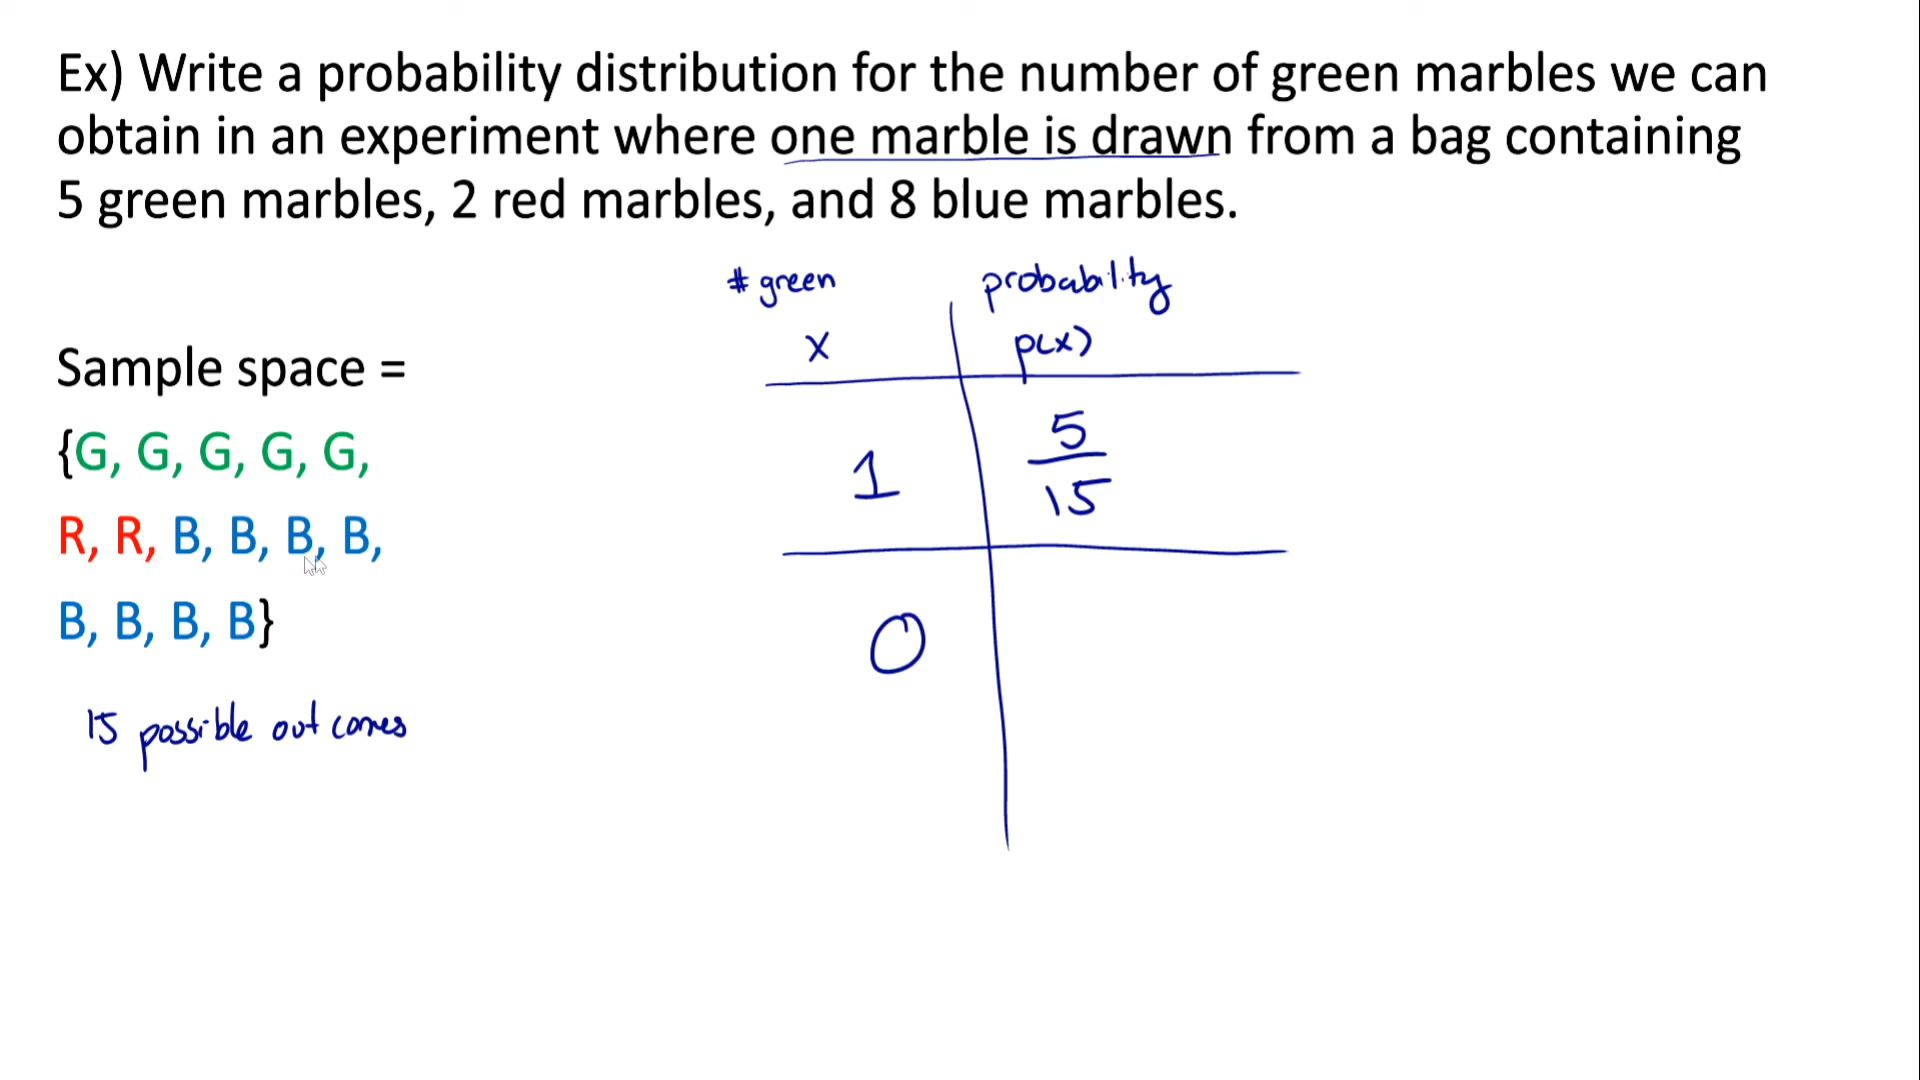 Ex) Write a probability distribution for the number of green marbles we can
obtain in an experiment where one marble is drawn from a bag containing
5 green marbles, 2 red marbles, and 8 blue marbles.
# green probability
x p(x)
Sample space =
{G, G, G, G, G,
R, R, B, B, B, B,
B, B, B, B}
1 5/15
0
15 possible outcomes